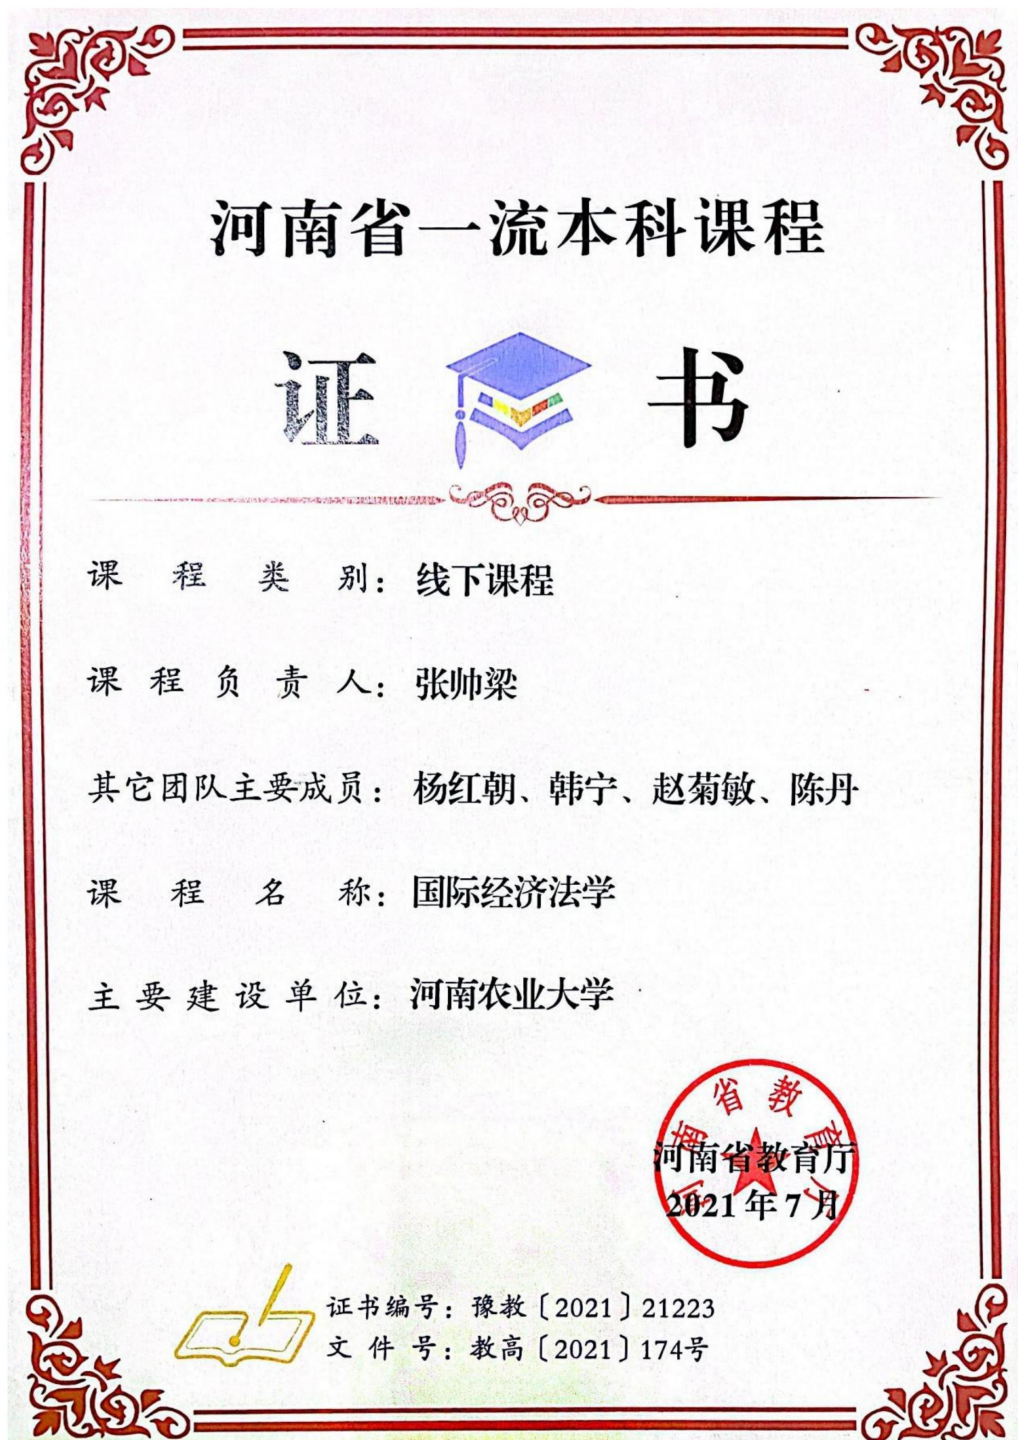 河南省一流本科课程
证书
课程类别：线下课程
课程负责人：张帅梁
其它团队主要成员：杨红朝、韩宁、赵菊敏、陈丹
课程名称：国际经济法学
主要建设单位：河南农业大学
河南省教育厅
河南省教育厅
2021年7月
证书编号：豫教〔2021〕21223
文件号：教高〔2021〕174号